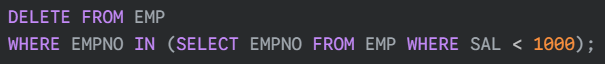 DELETE FROM EMP
WHERE EMPNO IN (SELECT EMPNO FROM EMP WHERE SAL < 1000);